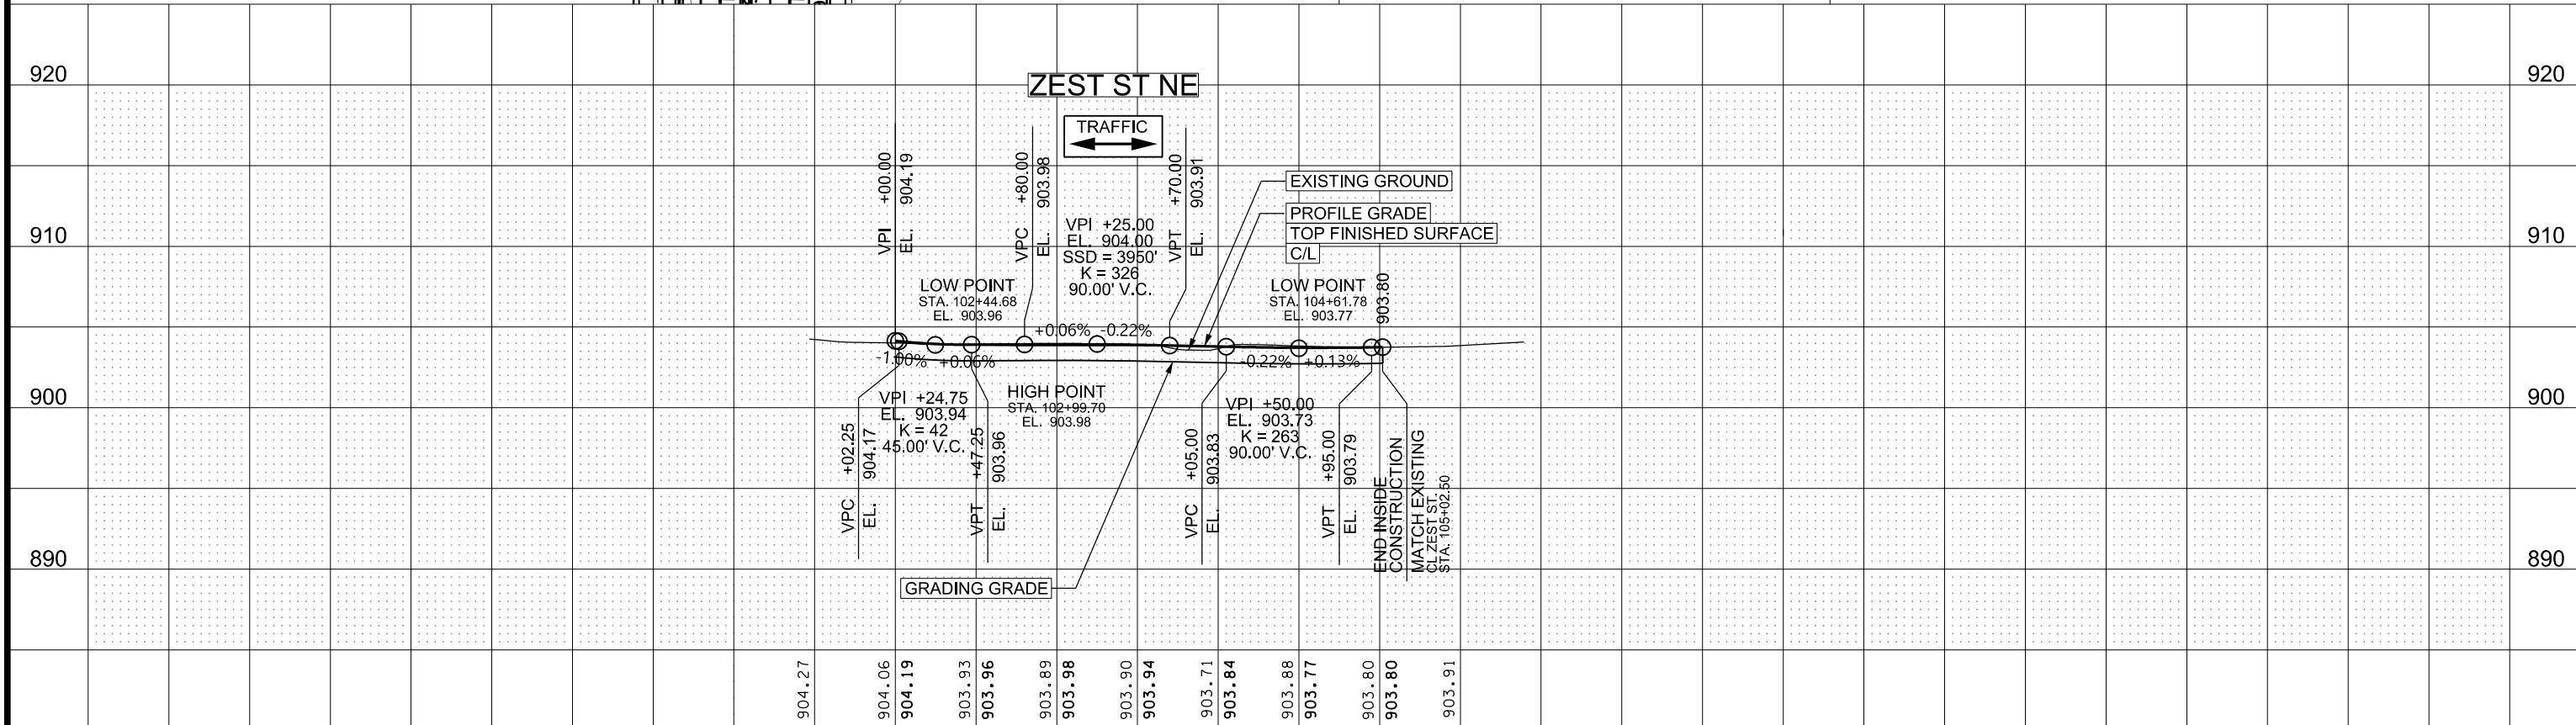 920
920
ZEST ST NE
TRAFFIC
VPI +00.00
EL. 904.19
VPC +80.00
EL. 903.98
VPI +25.00
EL. 904.00
SSD = 3950'
K = 326
90.00' V.C.
VPT +70.00
EL. 903.91
EXISTING GROUND
PROFILE GRADE
TOP FINISHED SURFACE
C/L
910
910
LOW POINT
STA. 102+44.68
EL. 903.96
LOW POINT
STA. 104+61.78
EL. 903.77
903.80
+0.06% -0.22%
-1.00% +0.06%
-0.22% +0.13%
900
900
VPC +02.25
EL. 904.17
VPI +24.75
EL. 903.94
K = 42
45.00' V.C.
VPT +47.25
EL. 903.96
HIGH POINT
STA. 102+99.70
EL. 903.98
VPC +05.00
EL. 903.83
VPI +50.00
EL. 903.73
K = 263
90.00' V.C.
VPT +95.00
EL. 903.79
END INSIDE
CONSTRUCTION
MATCH EXISTING
CL ZEST ST.
STA. 105+02.50
890
890
GRADING GRADE
904.27
904.06
904.19
903.93
903.96
903.89
903.98
903.90
903.94
903.71
903.84
903.88
903.77
903.80
903.80
903.91